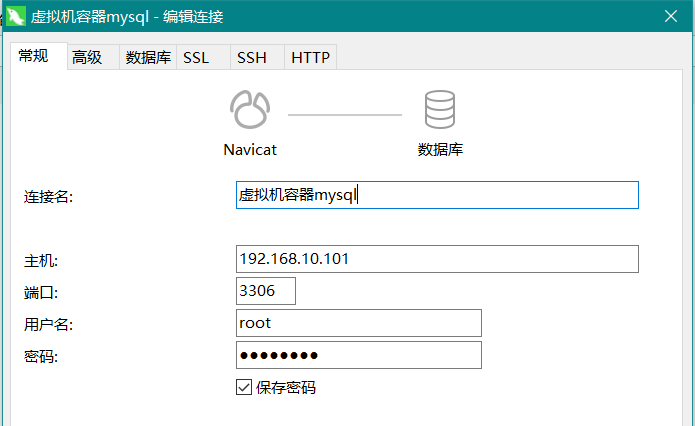 虚拟机容器mysql - 编辑连接
常规 高级 数据库 SSL SSH HTTP
Navicat 数据库
连接名: 虚拟机容器mysql
主机: 192.168.10.101
端口: 3306
用户名: root
密码: ●●●●●●●●
保存密码